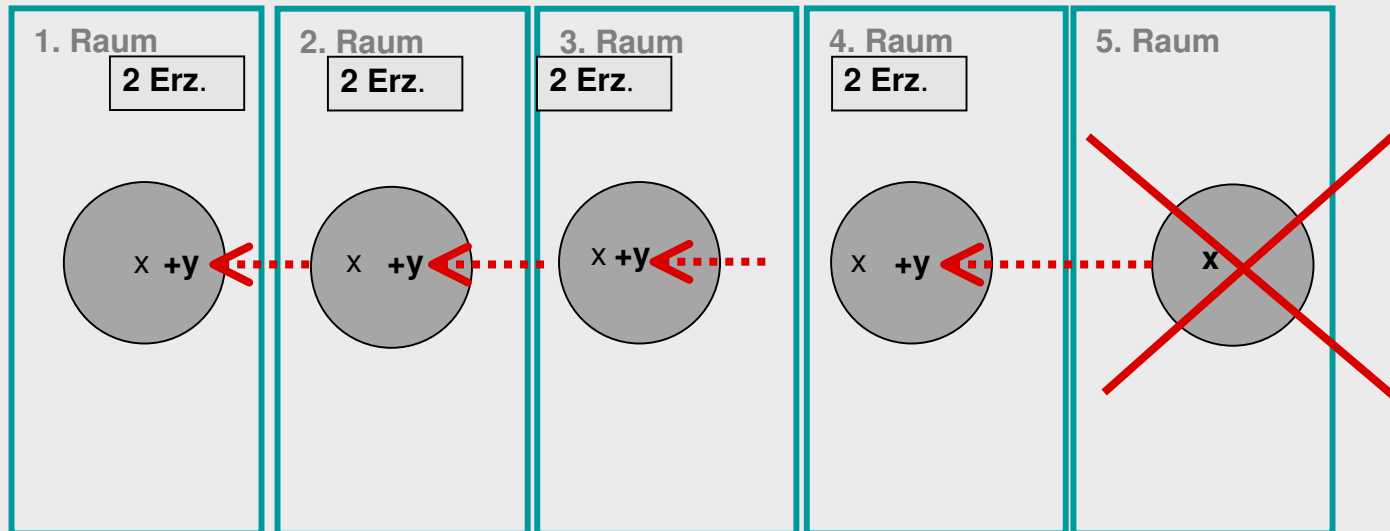 1. Raum
2 Erz.
x +y
2. Raum
2 Erz.
x +y
3. Raum
2 Erz.
x +y
4. Raum
2 Erz.
x +y
5. Raum
x